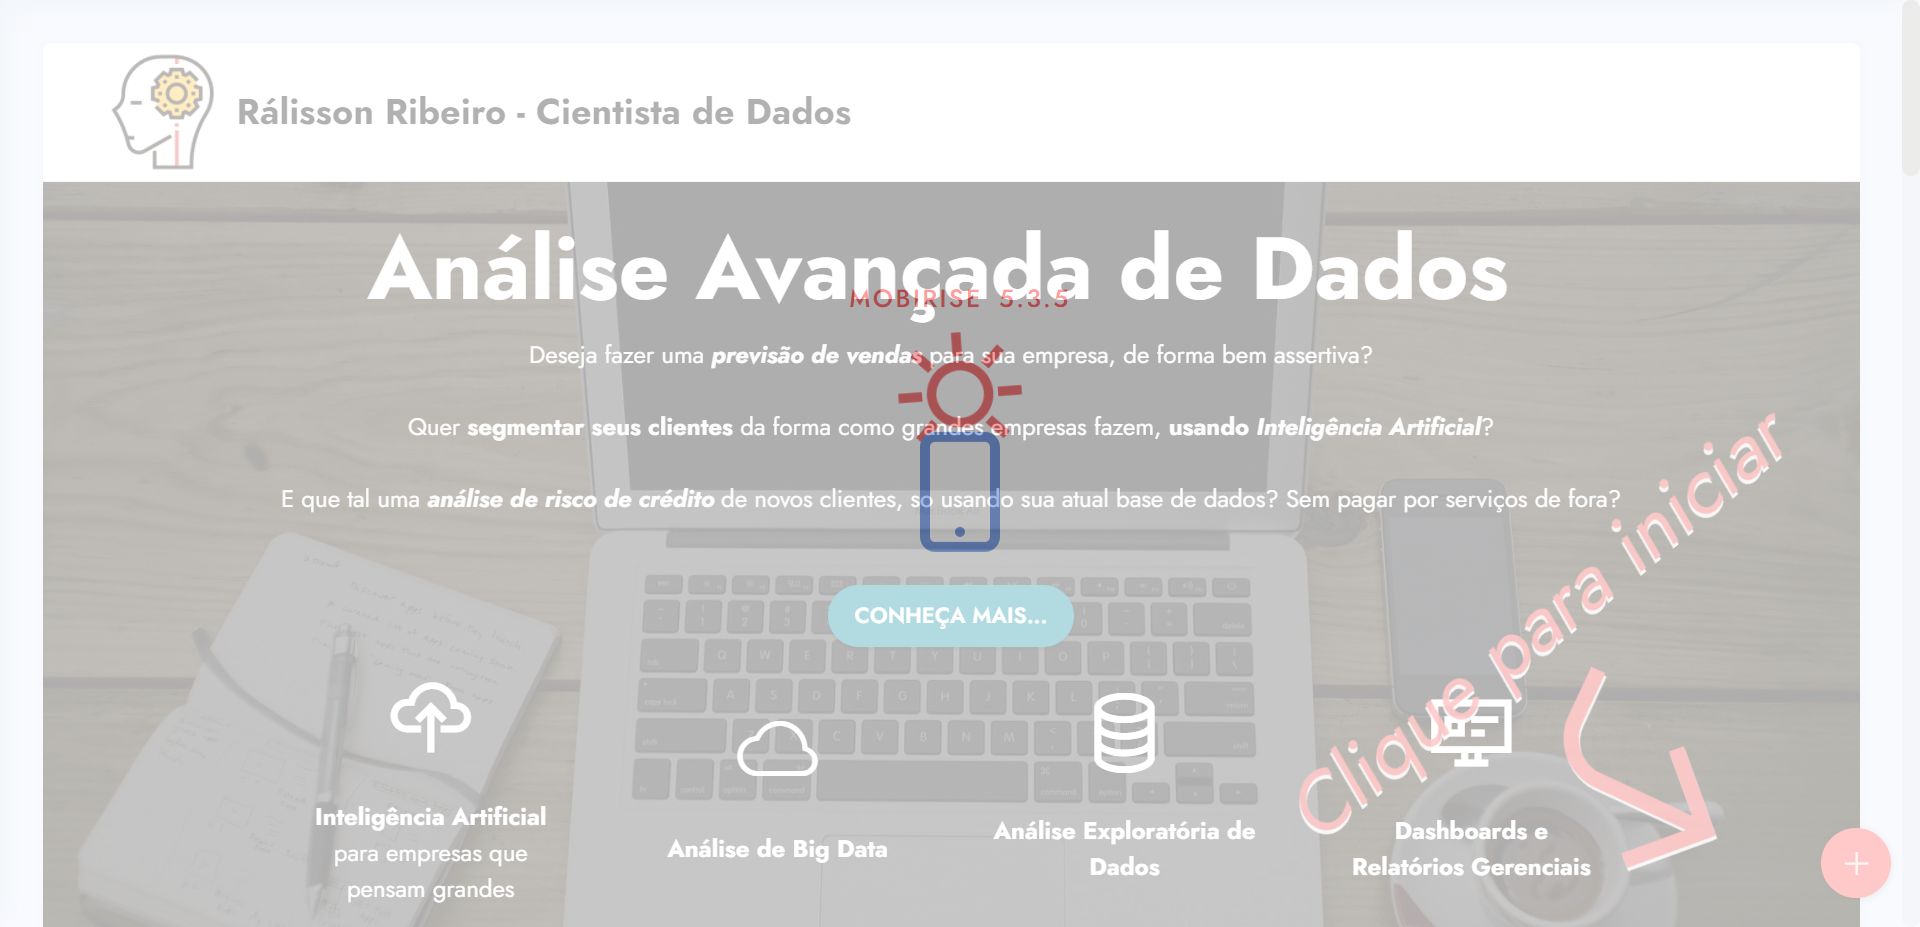 Rálisson Ribeiro - Cientista de Dados
Análise Avançada de Dados
MOBIRISE 5.3.5
Deseja fazer uma previsão de vendas para sua empresa, de forma bem assertiva?
Quer segmentar seus clientes da forma como grandes empresas fazem, usando Inteligência Artificial?
E que tal uma análise de risco de crédito de novos clientes, so usando sua atual base de dados? Sem pagar por serviços de fora?
CONHEÇA MAIS...
Clique para iniciar
Inteligência Artificial
para empresas que
pensam grandes
Análise de Big Data
Análise Exploratória de
Dados
Dashboards e
Relatórios Gerenciais